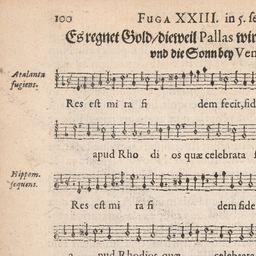 100 FUGA XXIII. in 5. se
Es regnet Gold/dieweil Pallas wir
vnd die Sonn bey Ven
Atalanta
fugiens.
Res est mi ra fi dem fecit, fid
apud Rho di os quæ celebrata f
Hippom.
sequens.
Res est mi ra fi dem fide
a pud Rhodios quæ celebrata